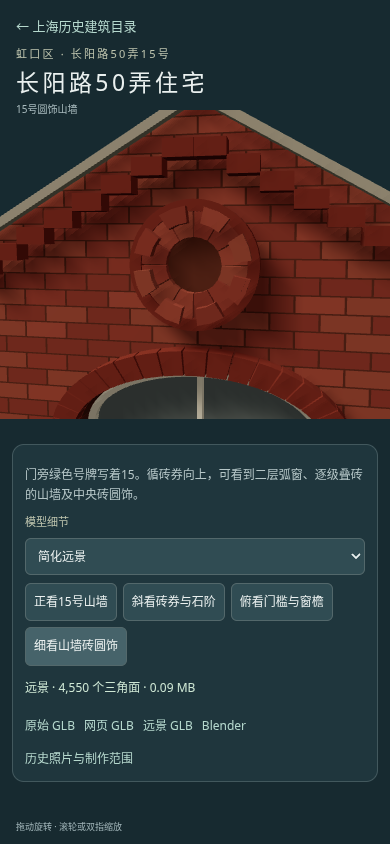 ← 上海历史建筑目录
虹口区 · 长阳路50弄15号
长阳路50弄住宅
15号圆饰山墙
门旁绿色号牌写着15。循砖券向上，可看到二层弧窗、逐级叠砖
的山墙及中央砖圆饰。
模型细节
简化远景
正看15号山墙 斜看砖券与石阶 俯看门槛与窗檐
细看山墙砖圆饰
远景 · 4,550 个三角面 · 0.09 MB
原始 GLB 网页 GLB 远景 GLB Blender
历史照片与制作范围
拖动旋转 · 滚轮或双指缩放